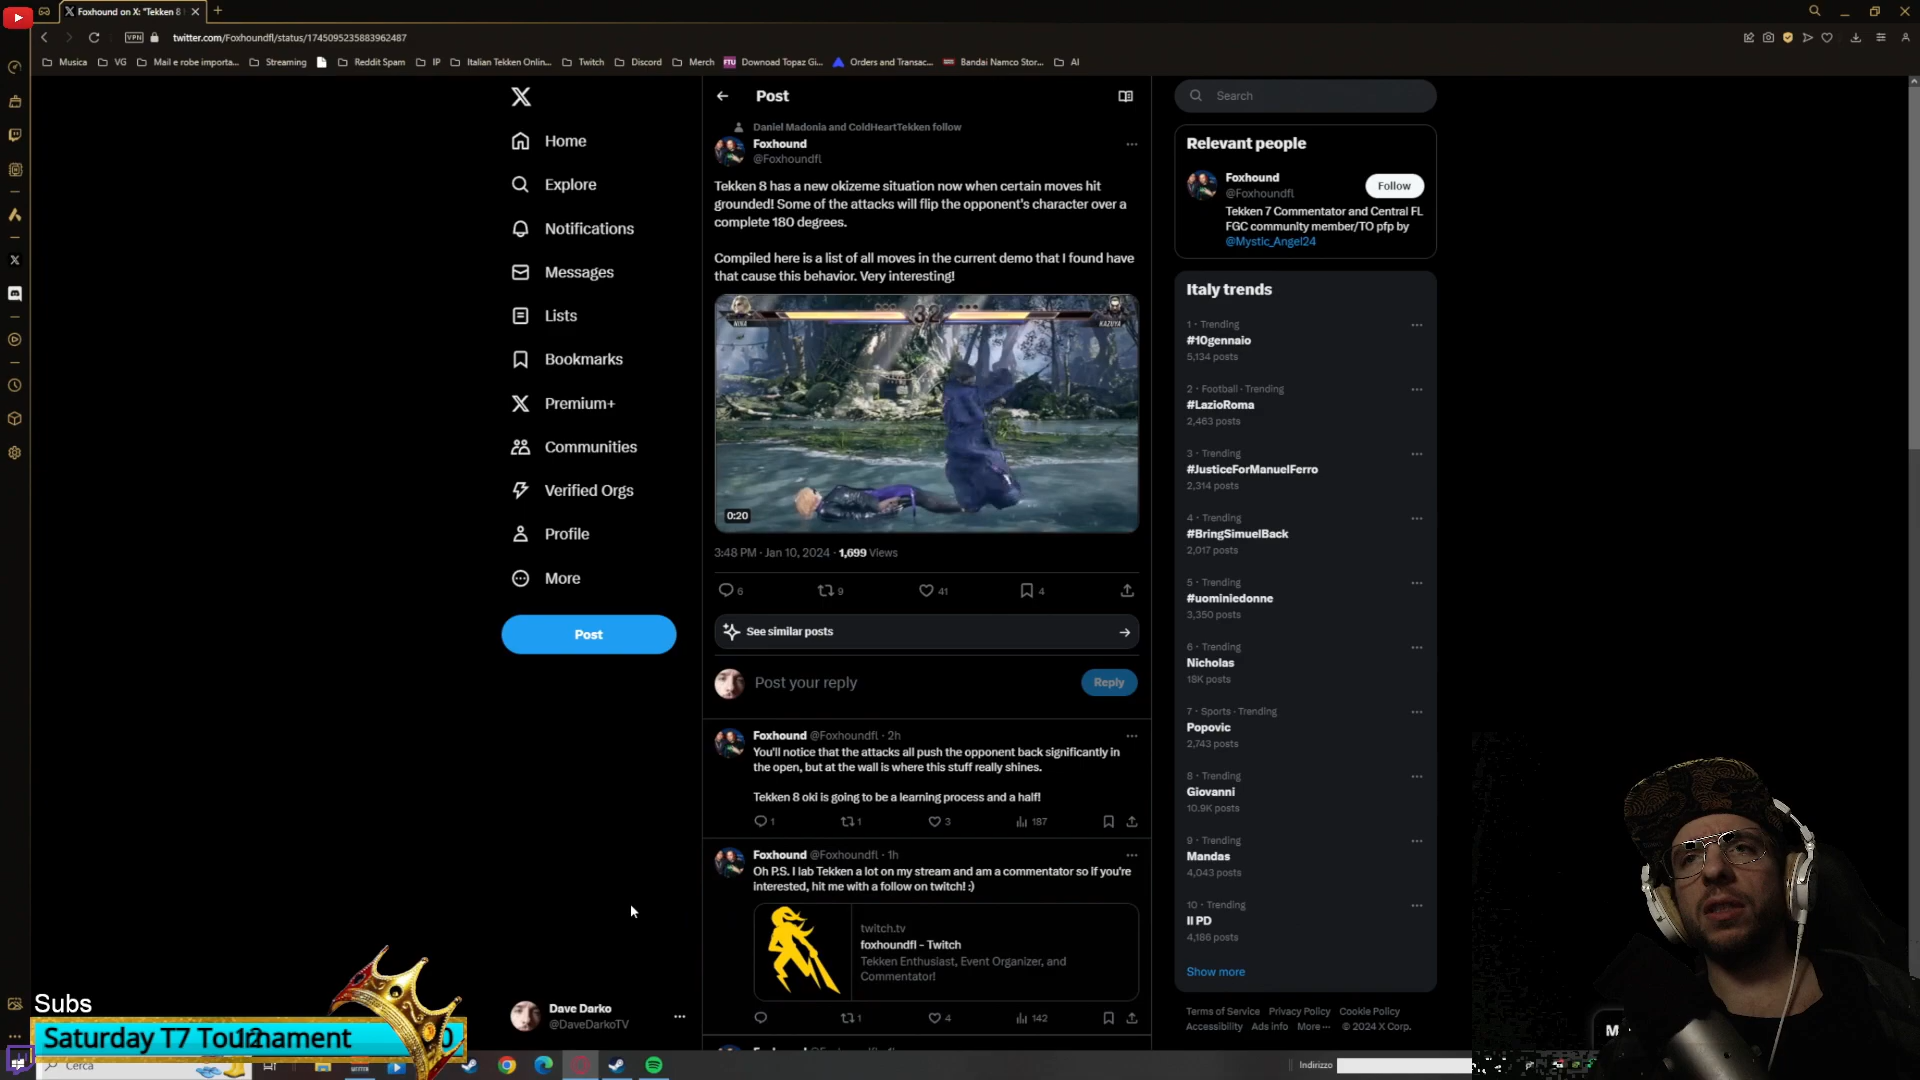 Foxhound on X: "Tekken 8
VPN
twitter.com/Foxhoundfl/status/1745095235883962487
Musica
VG
Mail e robe importa...
Streaming
Reddit Spam
IP
Italian Tekken Onlin...
Twitch
Discord
Merch
FTU
Downoad Topaz Gi...
Orders and Transac...
Bandai Namco Stor...
AI
Home
Explore
Notifications
Messages
Lists
Bookmarks
Premium+
Communities
Verified Orgs
Profile
More
Post
Dave Darko
@DaveDarkoTV
Post
Daniel Madonia and ColdHeartTekken follow
Foxhound
@Foxhoundfl
Tekken 8 has a new okizeme situation now when certain moves hit
grounded! Some of the attacks will flip the opponent's character over a
complete 180 degrees.
Compiled here is a list of all moves in the current demo that I found have
that cause this behavior. Very interesting!
32
NINA
KAZUYA
0:20
3:48 PM · Jan 10, 2024 · 1,699 Views
6
9
41
4
See similar posts
Post your reply
Reply
Foxhound @Foxhoundfl · 2h
You'll notice that the attacks all push the opponent back significantly in
the open, but at the wall is where this stuff really shines.
Tekken 8 oki is going to be a learning process and a half!
1
1
3
187
Foxhound @Foxhoundfl · 1h
Oh P.S. I lab Tekken a lot on my stream and am a commentator so if you're
interested, hit me with a follow on twitch! :)
twitch.tv
foxhoundfl - Twitch
Tekken Enthusiast, Event Organizer, and
Commentator!
1
4
142
Search
Relevant people
Foxhound
@Foxhoundfl
Follow
Tekken 7 Commentator and Central FL
FGC community member/TO pfp by
@Mystic_Angel24
Italy trends
1 · Trending
#10gennaio
5,134 posts
2 · Football · Trending
#LazioRoma
2,463 posts
3 · Trending
#JusticeForManuelFerro
2,314 posts
4 · Trending
#BringSimuelBack
2,017 posts
5 · Trending
#uominiedonne
3,350 posts
6 · Trending
Nicholas
18K posts
7 · Sports · Trending
Popovic
2,743 posts
8 · Trending
Giovanni
10.9K posts
9 · Trending
Mandas
4,043 posts
10 · Trending
Il PD
4,186 posts
Show more
Terms of Service Privacy Policy Cookie Policy
Accessibility Ads info More ··· © 2024 X Corp.
Subs
Saturday T7 Tournament
12
0
Cerca
Indirizzo
M